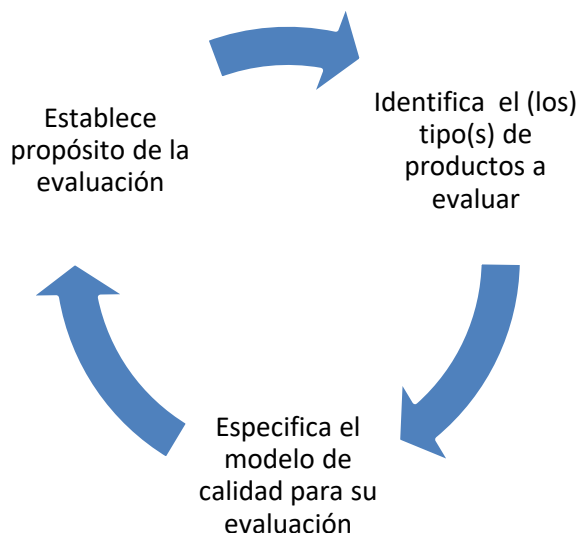 Establece
propósito de la
evaluación
Identifica el (los)
tipo(s) de
productos a
evaluar
Especifica el
modelo de
calidad para su
evaluación